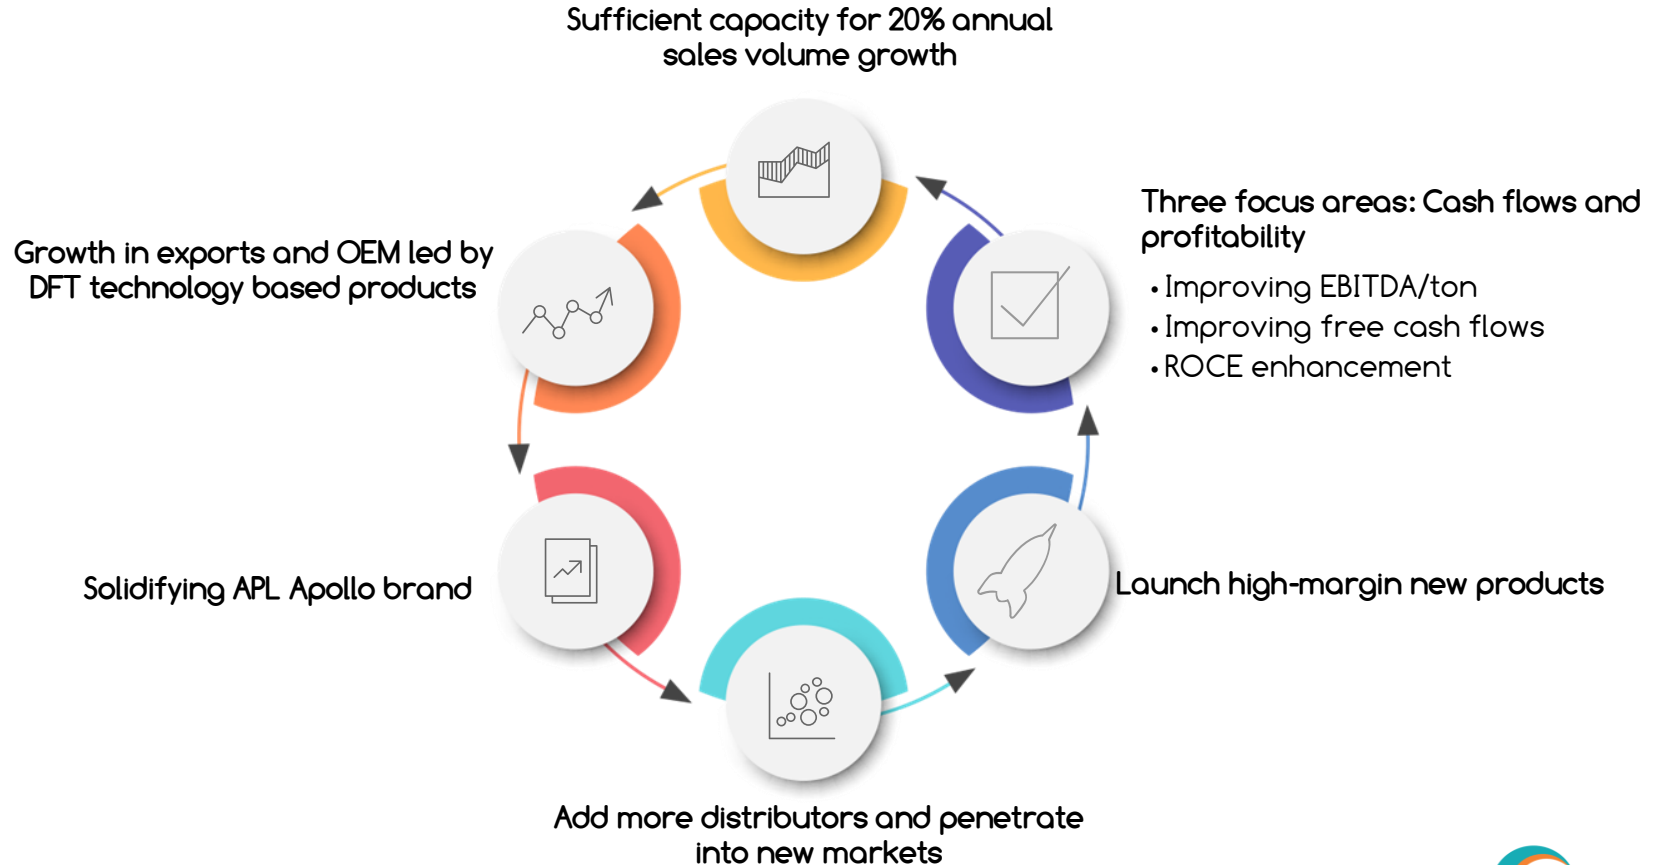 Sufficient capacity for 20% annual
sales volume growth
Three focus areas: Cash flows and
profitability
• Improving EBITDA/ton
• Improving free cash flows
• ROCE enhancement
Growth in exports and OEM led by
DFT technology based products
Solidifying APL Apollo brand
Launch high-margin new products
Add more distributors and penetrate
into new markets